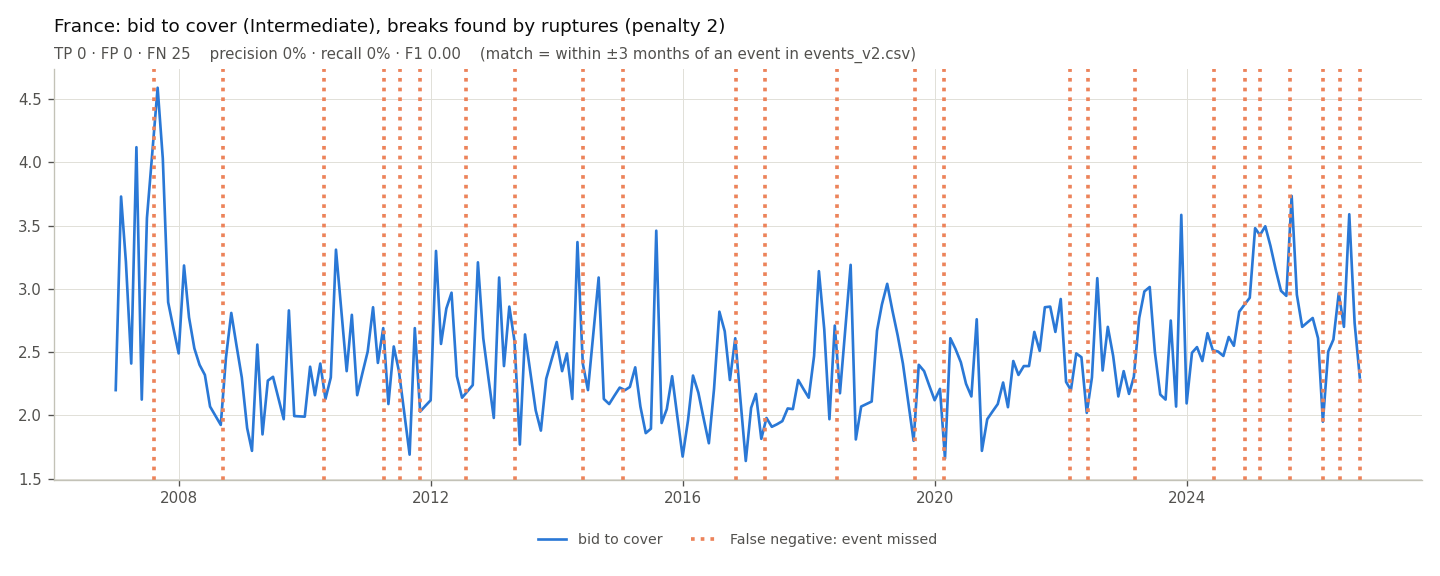 France: bid to cover (Intermediate), breaks found by ruptures (penalty 2)
TP 0 · FP 0 · FN 25    precision 0% · recall 0% · F1 0.00    (match = within ±3 months of an event in events_v2.csv)
4.5
4.0
3.5
3.0
2.5
2.0
1.5
2008 2012 2016 2020 2024
bid to cover    False negative: event missed